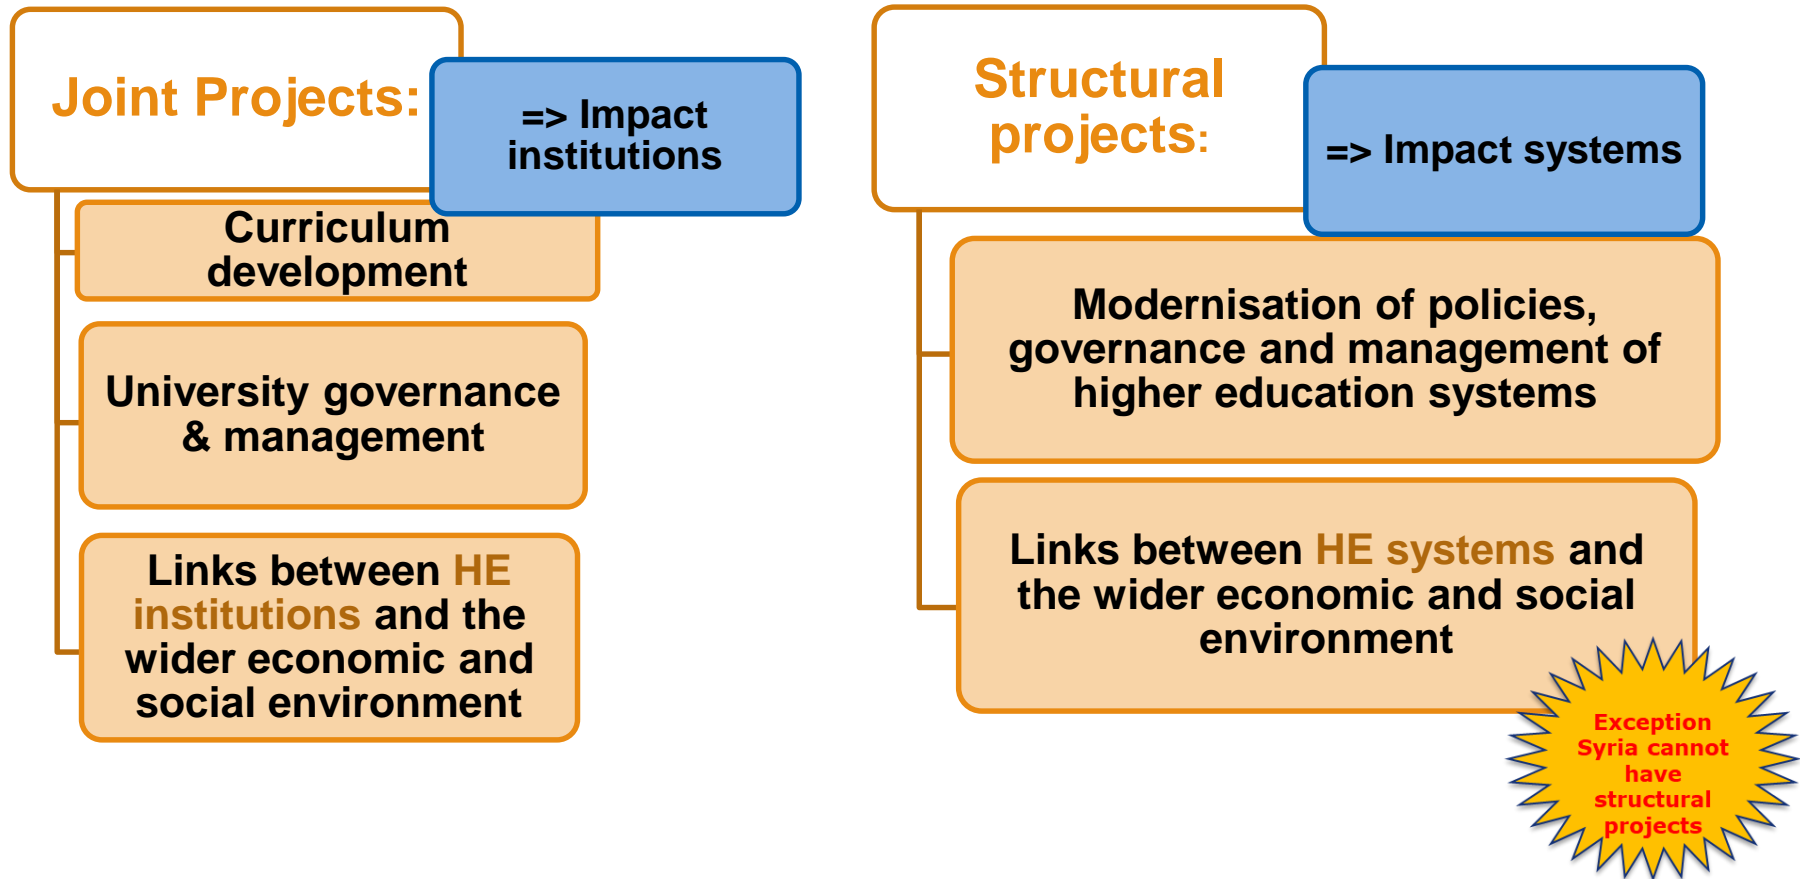 Joint Projects:
=> Impact
institutions
Curriculum
development
University governance
& management
Links between HE
institutions and the
wider economic and
social environment
Structural
projects:
=> Impact systems
Modernisation of policies,
governance and management of
higher education systems
Links between HE systems and
the wider economic and social
environment
Exception
Syria cannot
have
structural
projects